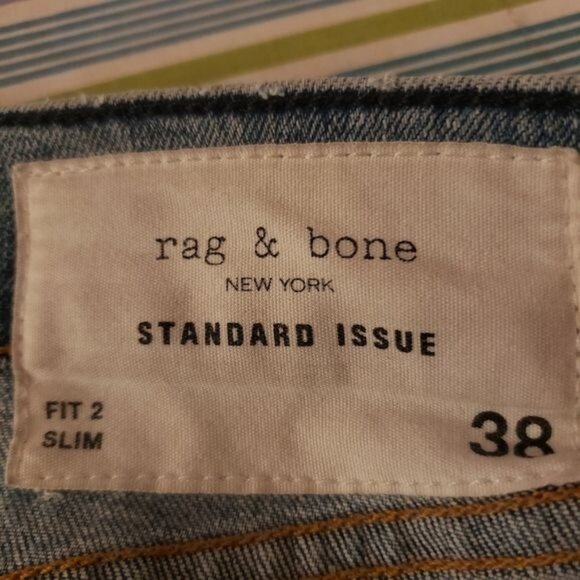 rag & bone
NEW YORK
STANDARD ISSUE
FIT 2
SLIM
38